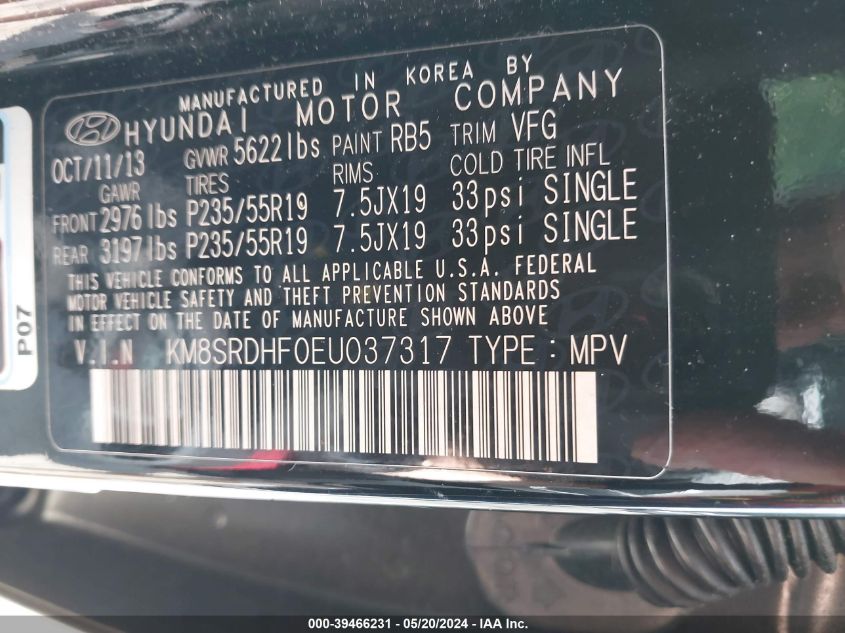 MANUFACTURED IN KOREA BY
HYUNDAI MOTOR COMPANY
OCT/11/13 GVWR 5622lbs PAINT RB5 TRIM VFG
GAWR TIRES RIMS COLD TIRE INFL
FRONT 2976lbs P235/55R19 7.5JX19 33psi SINGLE
REAR 3197lbs P235/55R19 7.5JX19 33psi SINGLE
THIS VEHICLE CONFORMS TO ALL APPLICABLE U.S.A. FEDERAL
MOTOR VEHICLE SAFETY AND THEFT PREVENTION STANDARDS
IN EFFECT ON THE DATE OF MANUFACTURE SHOWN ABOVE
V.I.N KM8SRDHF0EU037317 TYPE : MPV
P07
000-39466231 - 05/20/2024 - IAAI.com.